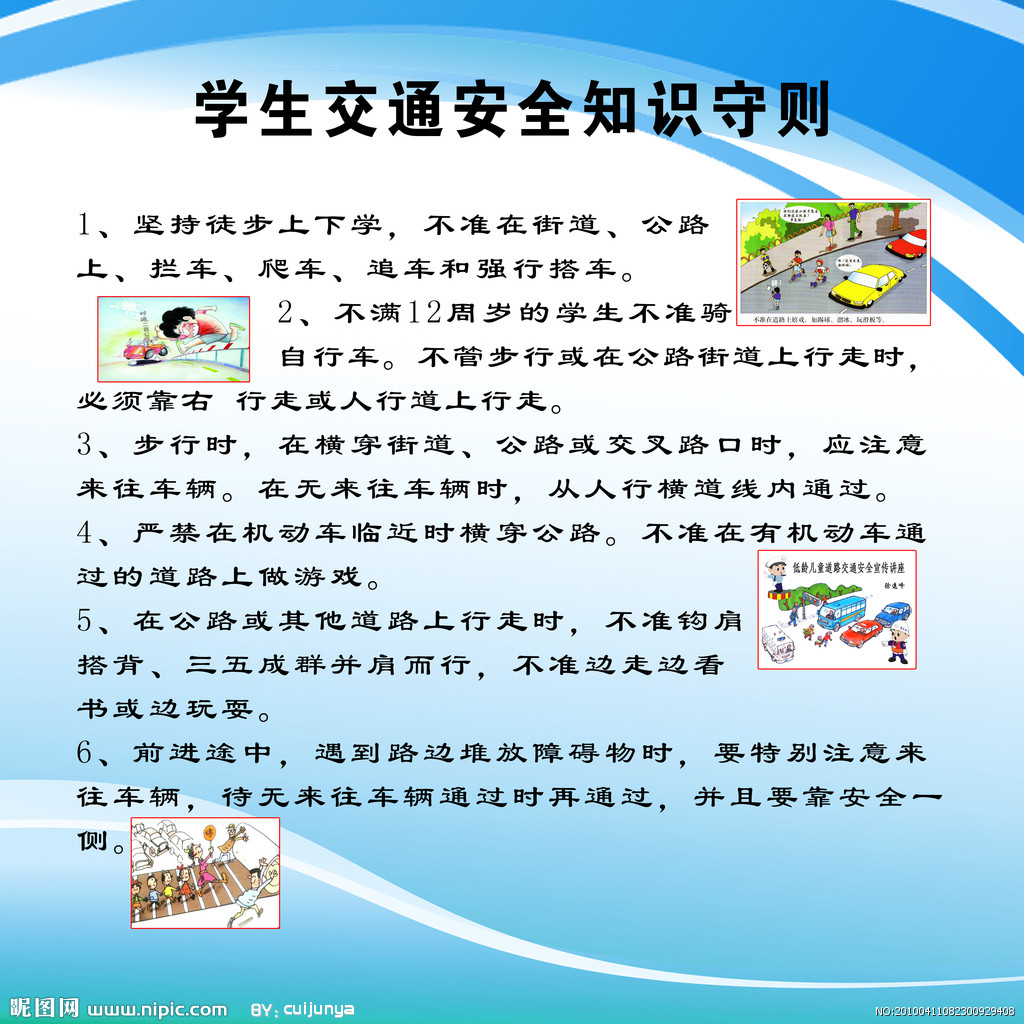 学生交通安全知识守则
1、坚持徒步上下学，不准在街道、公路
上、拦车、爬车、追车和强行搭车。
2、不满12周岁的学生不准骑
自行车。不管步行或在公路街道上行走时，
必须靠右 行走或人行道上行走。
3、步行时，在横穿街道、公路或交叉路口时，应注意
来往车辆。在无来往车辆时，从人行横道线内通过。
4、严禁在机动车临近时横穿公路。不准在有机动车通
过的道路上做游戏。
5、在公路或其他道路上行走时，不准钩肩
搭背、三五成群并肩而行，不准边走边看
书或边玩耍。
6、前进途中，遇到路边堆放障碍物时，要特别注意来
往车辆，待无来往车辆通过时再通过，并且要靠安全一
侧。
不准在道路上嬉戏，如踢球、溜冰、玩滑板等。
低龄儿童道路交通安全宣传讲座
停
昵图网 www.nipic.com BY: cuijunya
NO:20100411082300929408